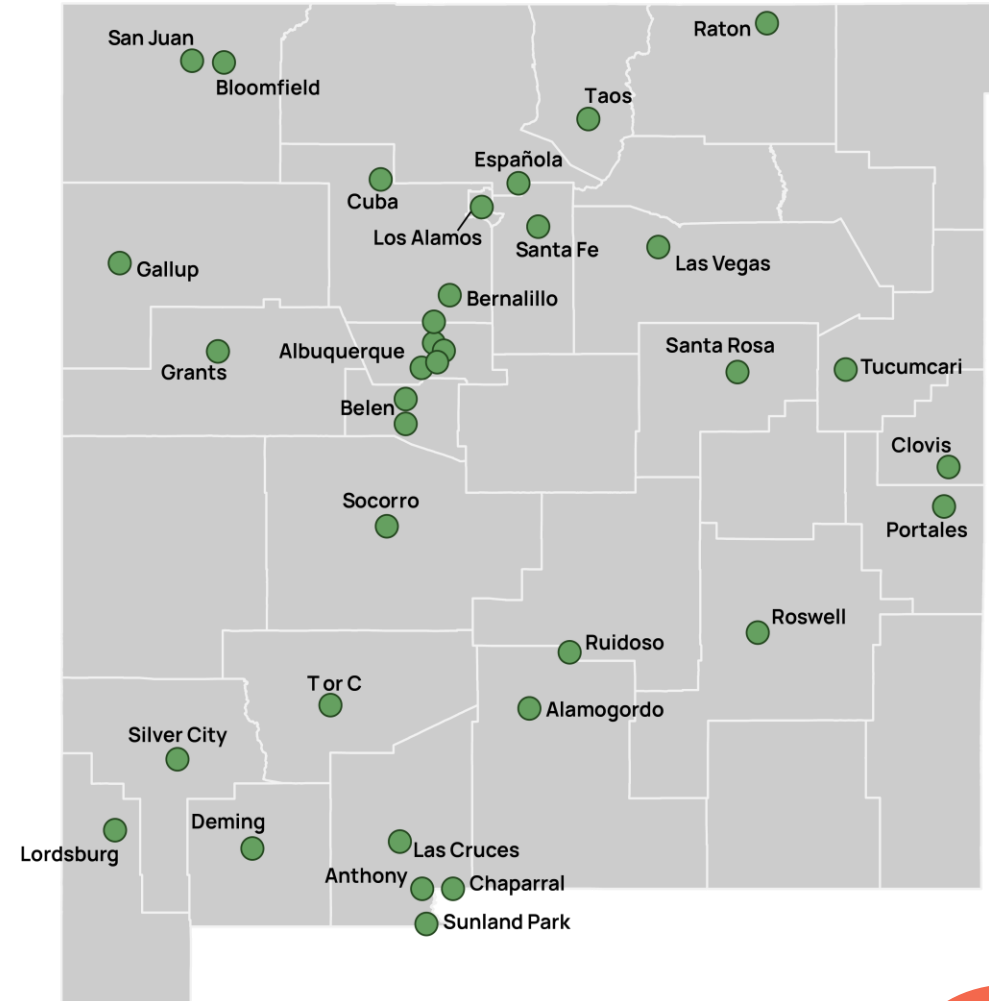 Raton
San Juan
Bloomfield
Taos
Española
Cuba
Los Alamos
Santa Fe
Gallup
Las Vegas
Bernalillo
Albuquerque
Santa Rosa
Grants
Tucumcari
Belen
Clovis
Socorro
Portales
Roswell
Ruidoso
T or C
Alamogordo
Silver City
Deming
Lordsburg
Las Cruces
Anthony
Chaparral
Sunland Park